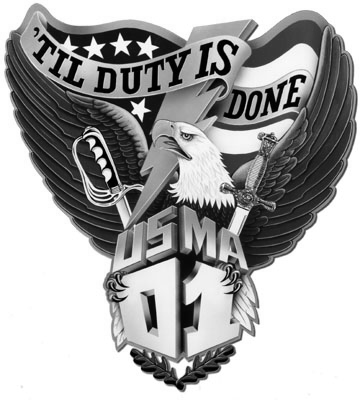 'TIL DUTY IS
DONE
USMA
01